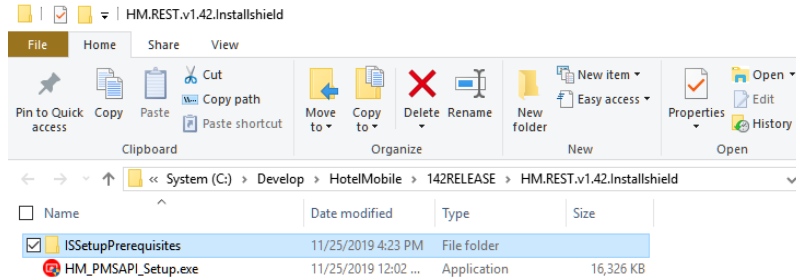 HM.REST.v1.42.Installshield
File Home Share View
Pin to Quick access
Copy
Paste
Cut
Copy path
Paste shortcut
Clipboard
Move to
Copy to
Delete
Rename
Organize
New folder
New item
Easy access
New
Properties
Open
Edit
History
Open
« System (C:) > Develop > HotelMobile > 142RELEASE > HM.REST.v1.42.Installshield
Name Date modified Type Size
ISSetupPrerequisites 11/25/2019 4:23 PM File folder
HM_PMSAPI_Setup.exe 11/25/2019 12:02 ... Application 16,326 KB